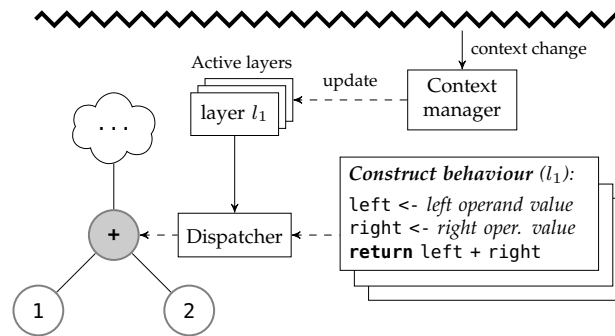 context change
Active layers
update
Context
manager
layer l₁
...
Construct behaviour (l₁):
left <- left operand value
right <- right oper. value
return left + right
+
Dispatcher
1
2